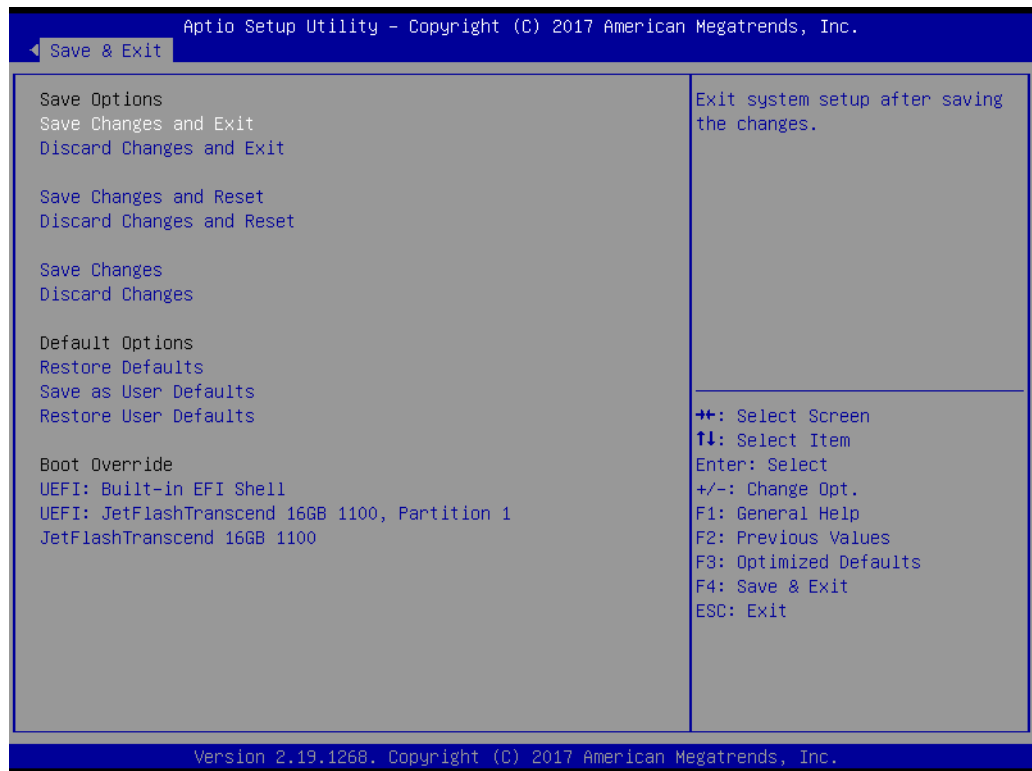 Aptio Setup Utility – Copyright (C) 2017 American Megatrends, Inc.
Save & Exit
Save Options
Save Changes and Exit
Discard Changes and Exit
Save Changes and Reset
Discard Changes and Reset
Save Changes
Discard Changes
Default Options
Restore Defaults
Save as User Defaults
Restore User Defaults
Boot Override
UEFI: Built-in EFI Shell
UEFI: JetFlashTranscend 16GB 1100, Partition 1
JetFlashTranscend 16GB 1100
Exit system setup after saving
the changes.
→←: Select Screen
↑↓: Select Item
Enter: Select
+/-: Change Opt.
F1: General Help
F2: Previous Values
F3: Optimized Defaults
F4: Save & Exit
ESC: Exit
Version 2.19.1268. Copyright (C) 2017 American Megatrends, Inc.